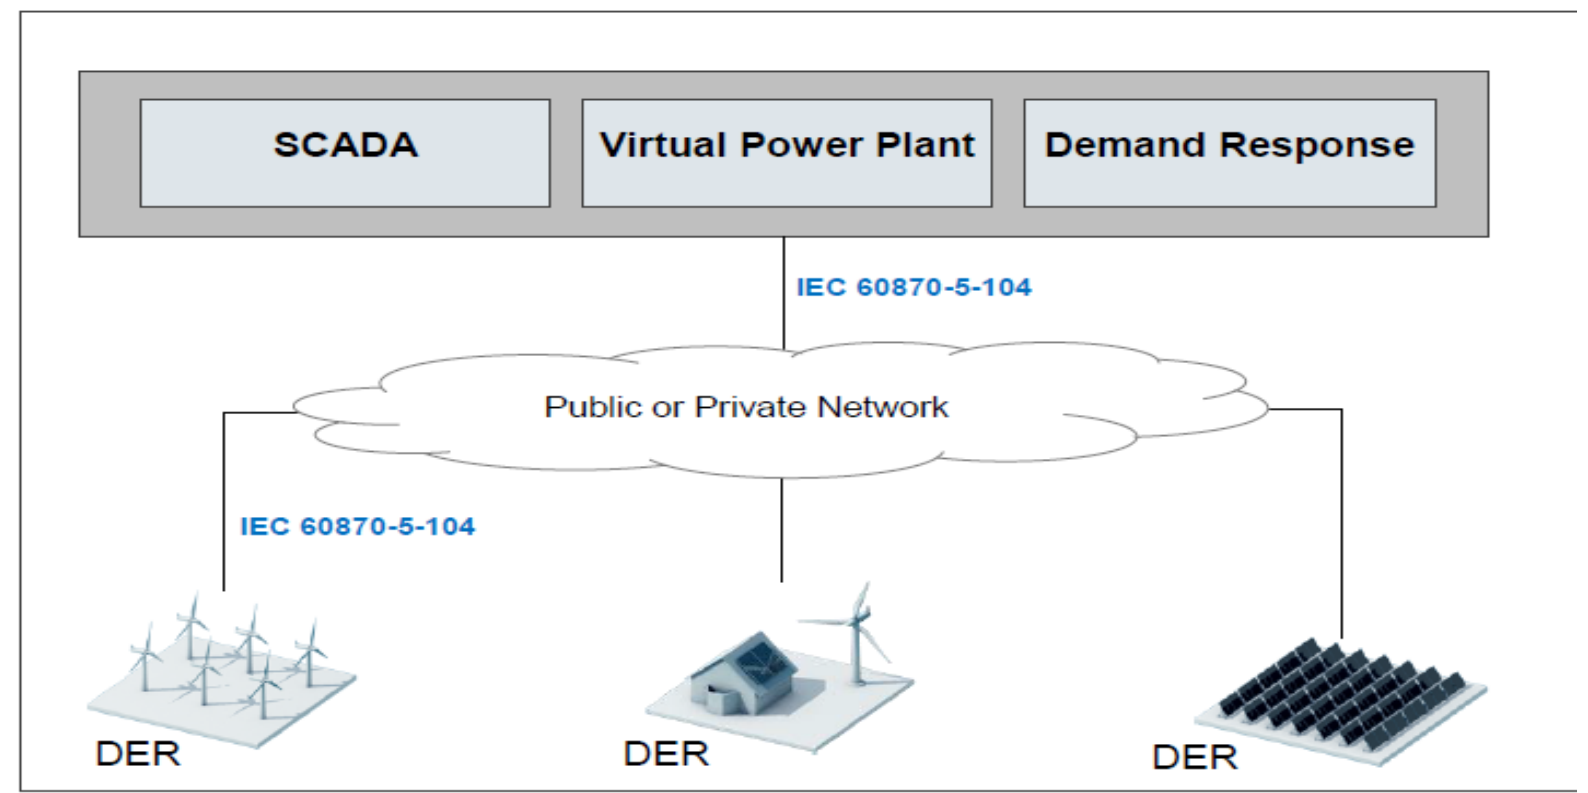 SCADA
Virtual Power Plant
Demand Response
IEC 60870-5-104
Public or Private Network
IEC 60870-5-104
DER
DER
DER